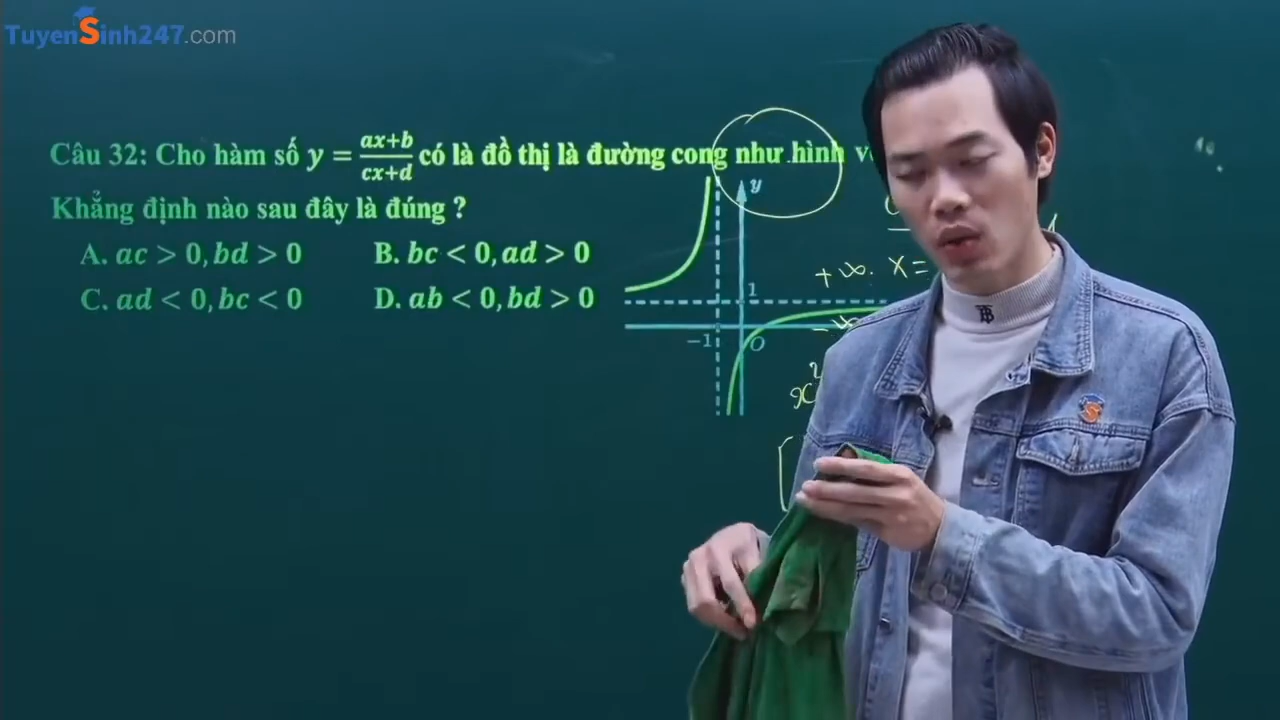 TuyenSinh247.com
Câu 32: Cho hàm số y = ax+b/cx+d có là đồ thị là đường cong như hình
Khẳng định nào sau đây là đúng ?
A. ac > 0, bd > 0 B. bc < 0, ad > 0
C. ad < 0, bc < 0 D. ab < 0, bd > 0
y
1
-1 O
+∞. x =
-∞
x²